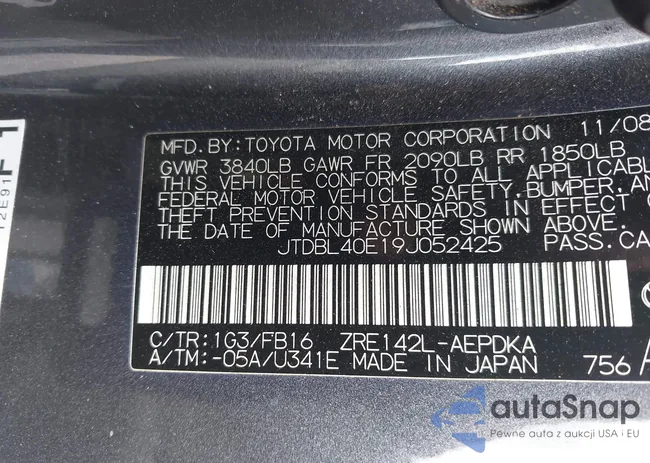 MFD.BY:TOYOTA MOTOR CORPORATION 11/08
GVWR 3840LB GAWR FR 2090LB RR 1850LB
THIS VEHICLE CONFORMS TO ALL APPLICABLE
FEDERAL MOTOR VEHICLE SAFETY, BUMPER, AN
THEFT PREVENTION STANDARDS IN EFFECT
THE DATE OF MANUFACTURE SHOWN ABOVE.
JTDBL40E19J052425 PASS.CA
C/TR:1G3/FB16 ZRE142L-AEPDKA
A/TM:-05A/U341E MADE IN JAPAN 756
12E91
autaSnap
Pewne auta z aukcji USA i EU